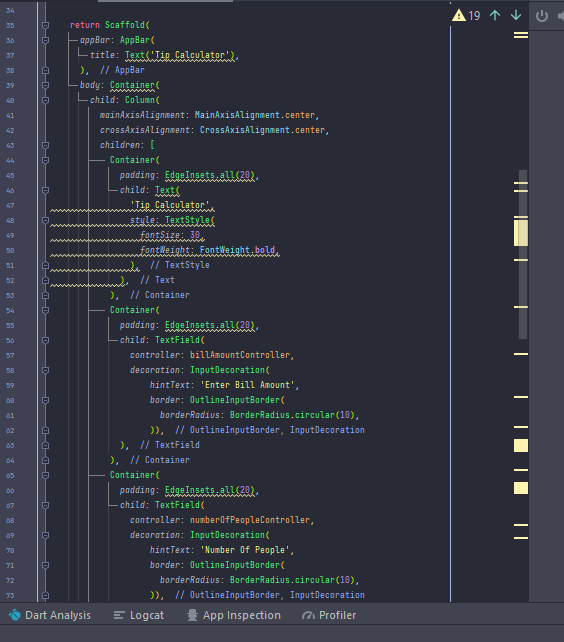 19
34
35 return Scaffold(
36 appBar: AppBar(
37 title: Text('Tip Calculator'),
38 ), // AppBar
39 body: Container(
40 child: Column(
41 mainAxisAlignment: MainAxisAlignment.center,
42 crossAxisAlignment: CrossAxisAlignment.center,
43 children: [
44 Container(
45 padding: EdgeInsets.all(20),
46 child: Text(
47 'Tip Calculator',
48 style: TextStyle(
49 fontSize: 30,
50 fontWeight: FontWeight.bold,
51 ), // TextStyle
52 ), // Text
53 ), // Container
54 Container(
55 padding: EdgeInsets.all(20),
56 child: TextField(
57 controller: billAmountController,
58 decoration: InputDecoration(
59 hintText: 'Enter Bill Amount',
60 border: OutlineInputBorder(
61 borderRadius: BorderRadius.circular(10),
62 )), // OutlineInputBorder, InputDecoration
63 ), // TextField
64 ), // Container
65 Container(
66 padding: EdgeInsets.all(20),
67 child: TextField(
68 controller: numberOfPeopleController,
69 decoration: InputDecoration(
70 hintText: 'Number Of People',
71 border: OutlineInputBorder(
72 borderRadius: BorderRadius.circular(10),
73 )), // OutlineInputBorder, InputDecoration
Dart Analysis Logcat App Inspection Profiler